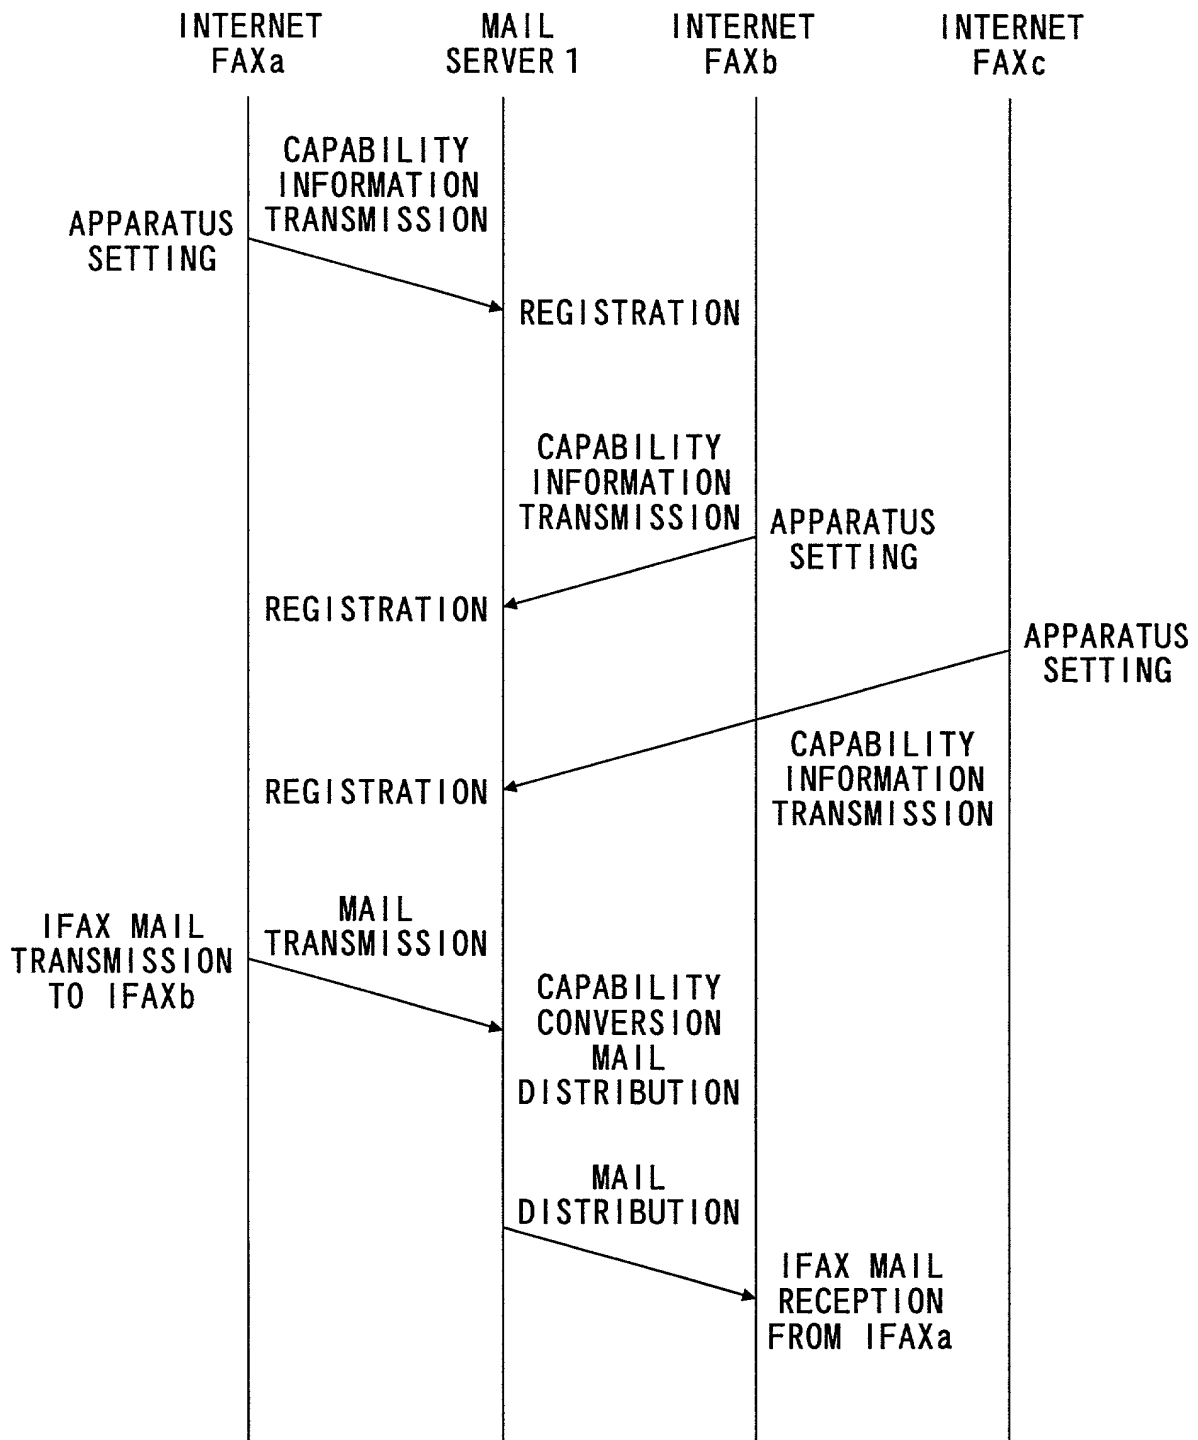 INTERNET
FAXa
MAIL
SERVER 1
INTERNET
FAXb
INTERNET
FAXc
CAPABILITY
INFORMATION
TRANSMISSION
APPARATUS
SETTING
REGISTRATION
CAPABILITY
INFORMATION
TRANSMISSION
APPARATUS
SETTING
REGISTRATION
APPARATUS
SETTING
CAPABILITY
INFORMATION
TRANSMISSION
REGISTRATION
IFAX MAIL
TRANSMISSION
TO IFAXb
MAIL
TRANSMISSION
CAPABILITY
CONVERSION
MAIL
DISTRIBUTION
MAIL
DISTRIBUTION
IFAX MAIL
RECEPTION
FROM IFAXa